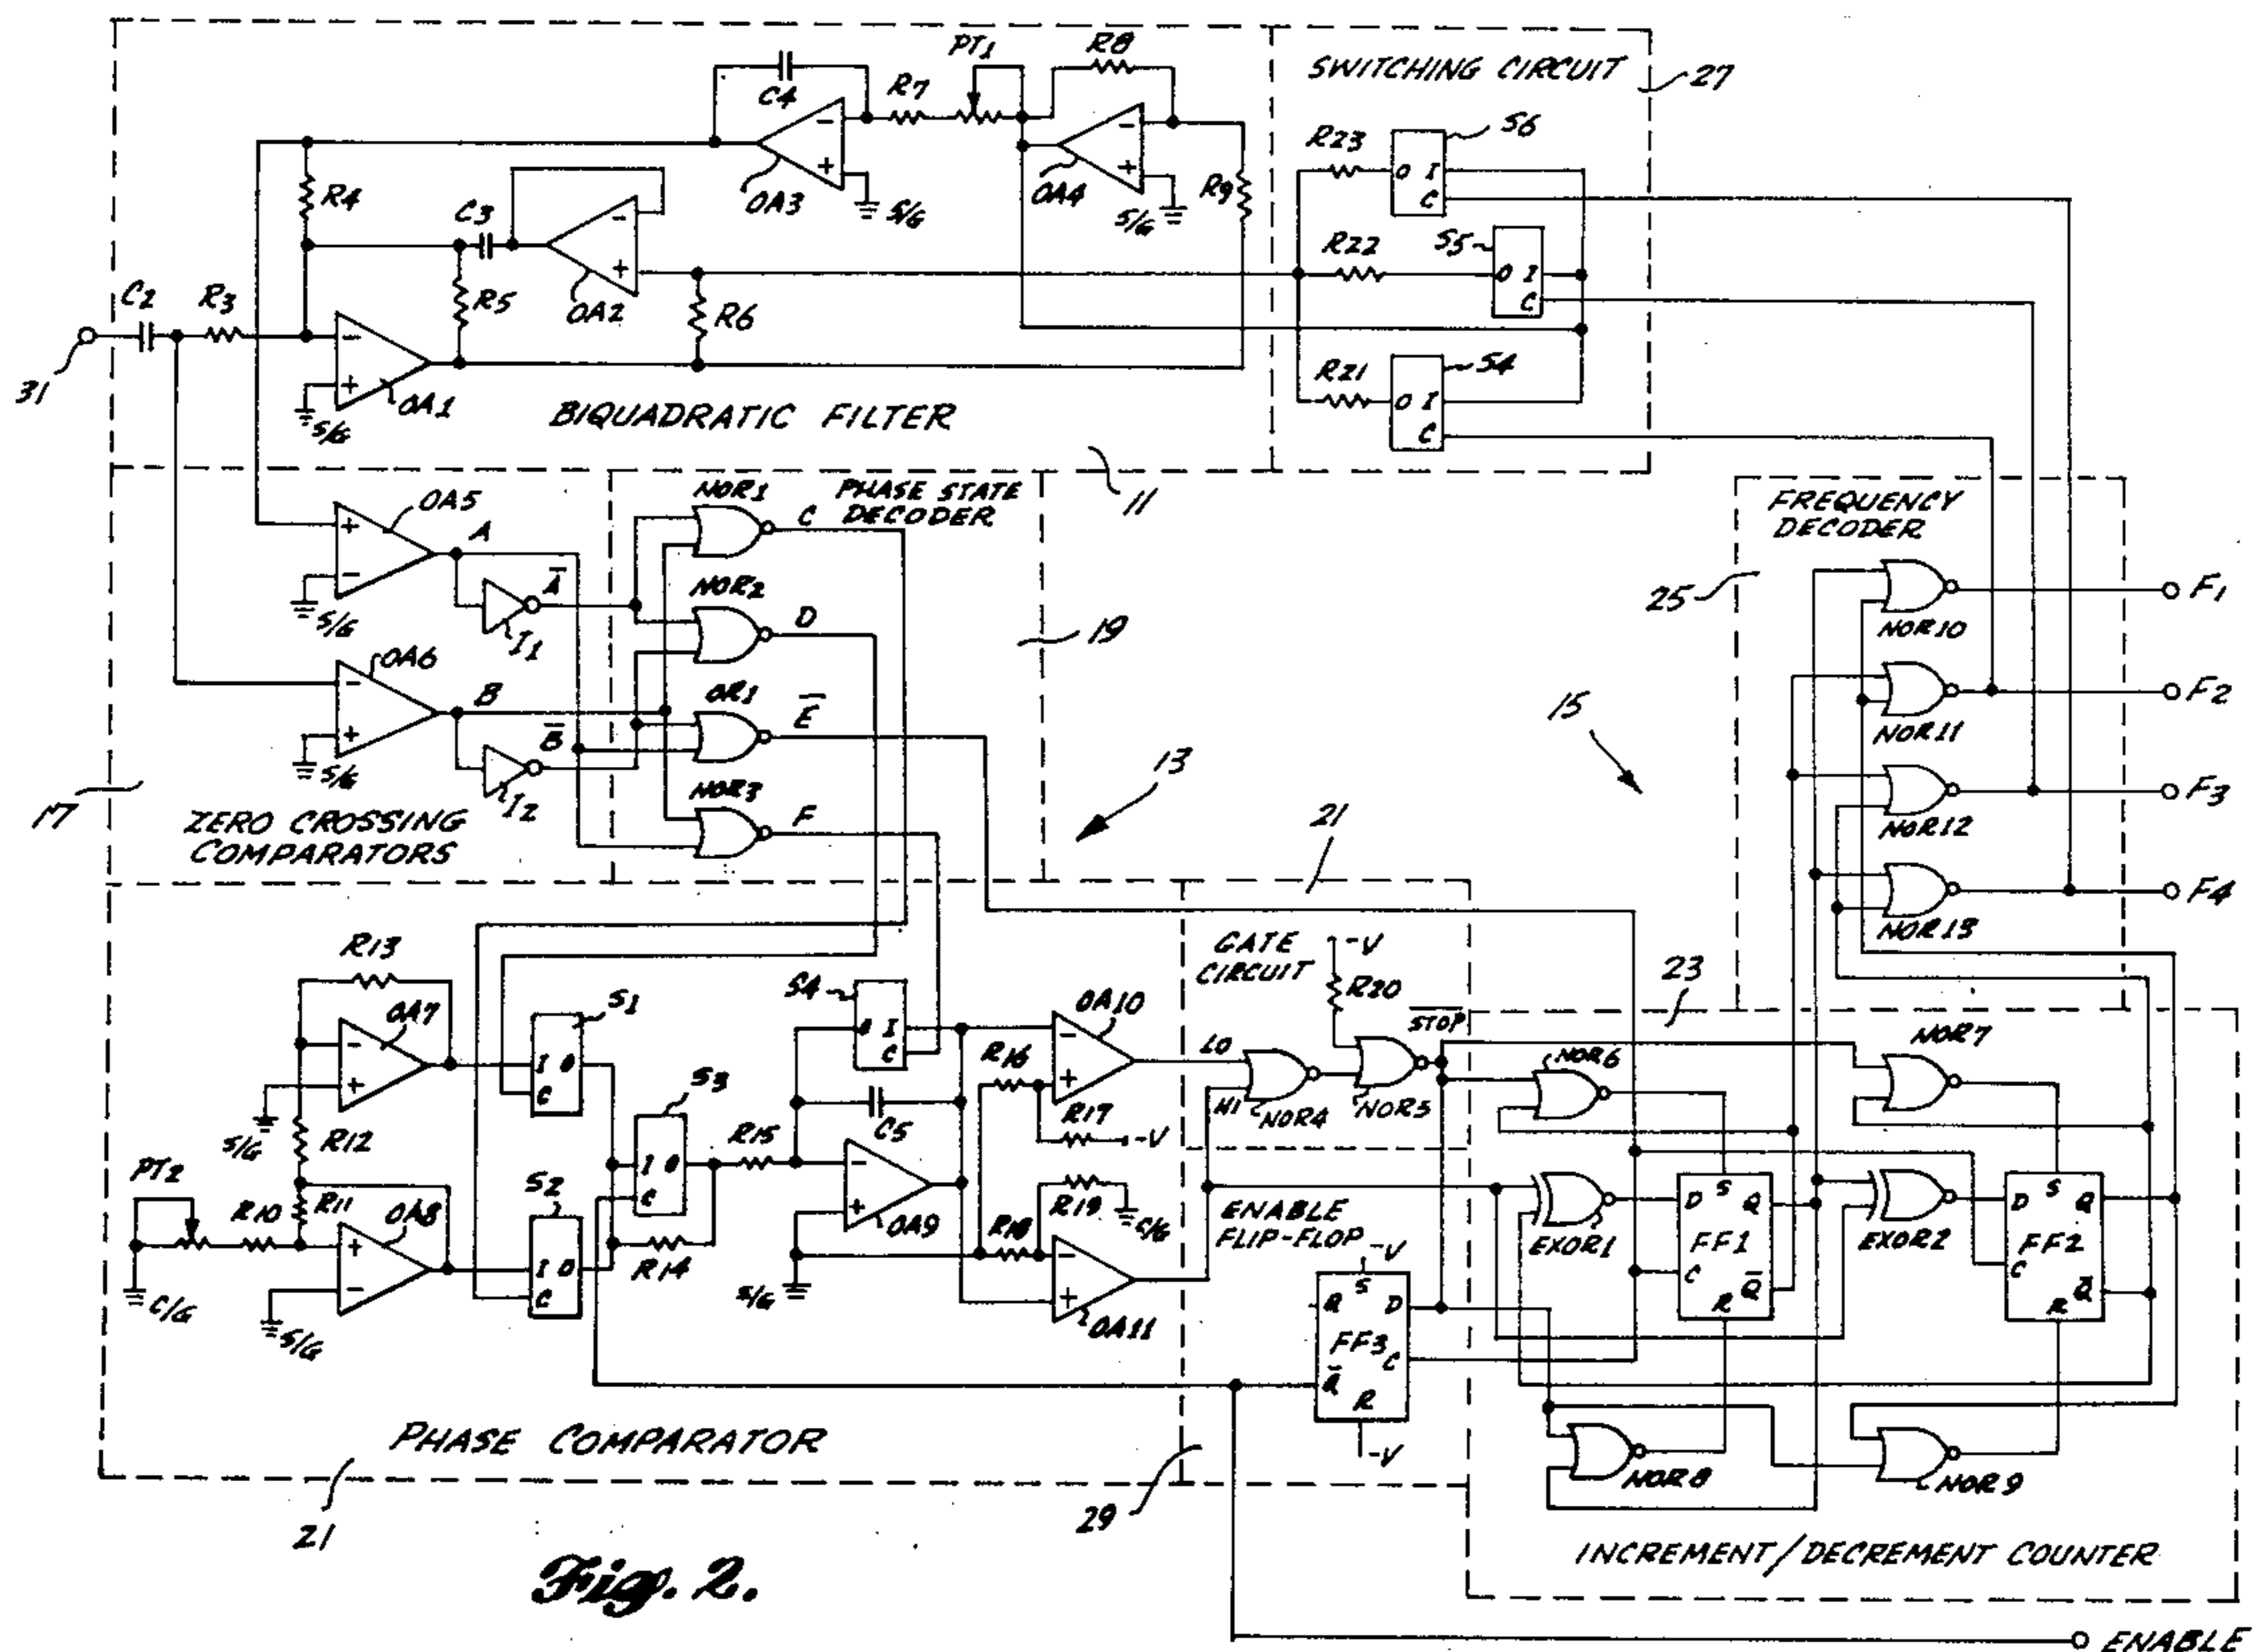 C4
R7
PT1
R8
SWITCHING CIRCUIT
27
OA3
S/G
OA4
S/G
R9
R23
S6
O I
C
R4
C3
OA2
R22
S5
O I
C
C2
R3
R5
R6
R21
S4
O I
C
31
OA1
S/G
BIQUADRATIC FILTER
11
OA5
A
S/G
Ā
I1
NOR1
C
PHASE STATE
DECODER
NOR2
D
19
OA6
B
S/G
B̄
I2
OR1
Ē
NOR3
F
13
15
17
ZERO CROSSING
COMPARATORS
FREQUENCY
DECODER
25
NOR10
F1
NOR11
F2
NOR12
F3
NOR13
F4
21
GATE
CIRCUIT
-V
R20
STOP
23
R13
OA7
S/G
R12
S1
I O
C
S4
O I
C
OA10
R16
R17
-V
LO
HI
NOR4
NOR5
NOR6
NOR7
PT2
R10
R11
OA8
C/G
S/G
S2
I O
C
S3
I O
C
R14
R15
C5
OA9
S/G
R18
R19
C/G
OA11
ENABLE
FLIP-FLOP
-V
Q S D
FF3
C
Q̄
R
-V
EXOR1
D S Q
FF1
C
R Q̄
EXOR2
D S Q
FF2
C
R Q̄
NOR8
NOR9
PHASE COMPARATOR
21
29
INCREMENT/DECREMENT COUNTER
Fig. 2.
ENABLE